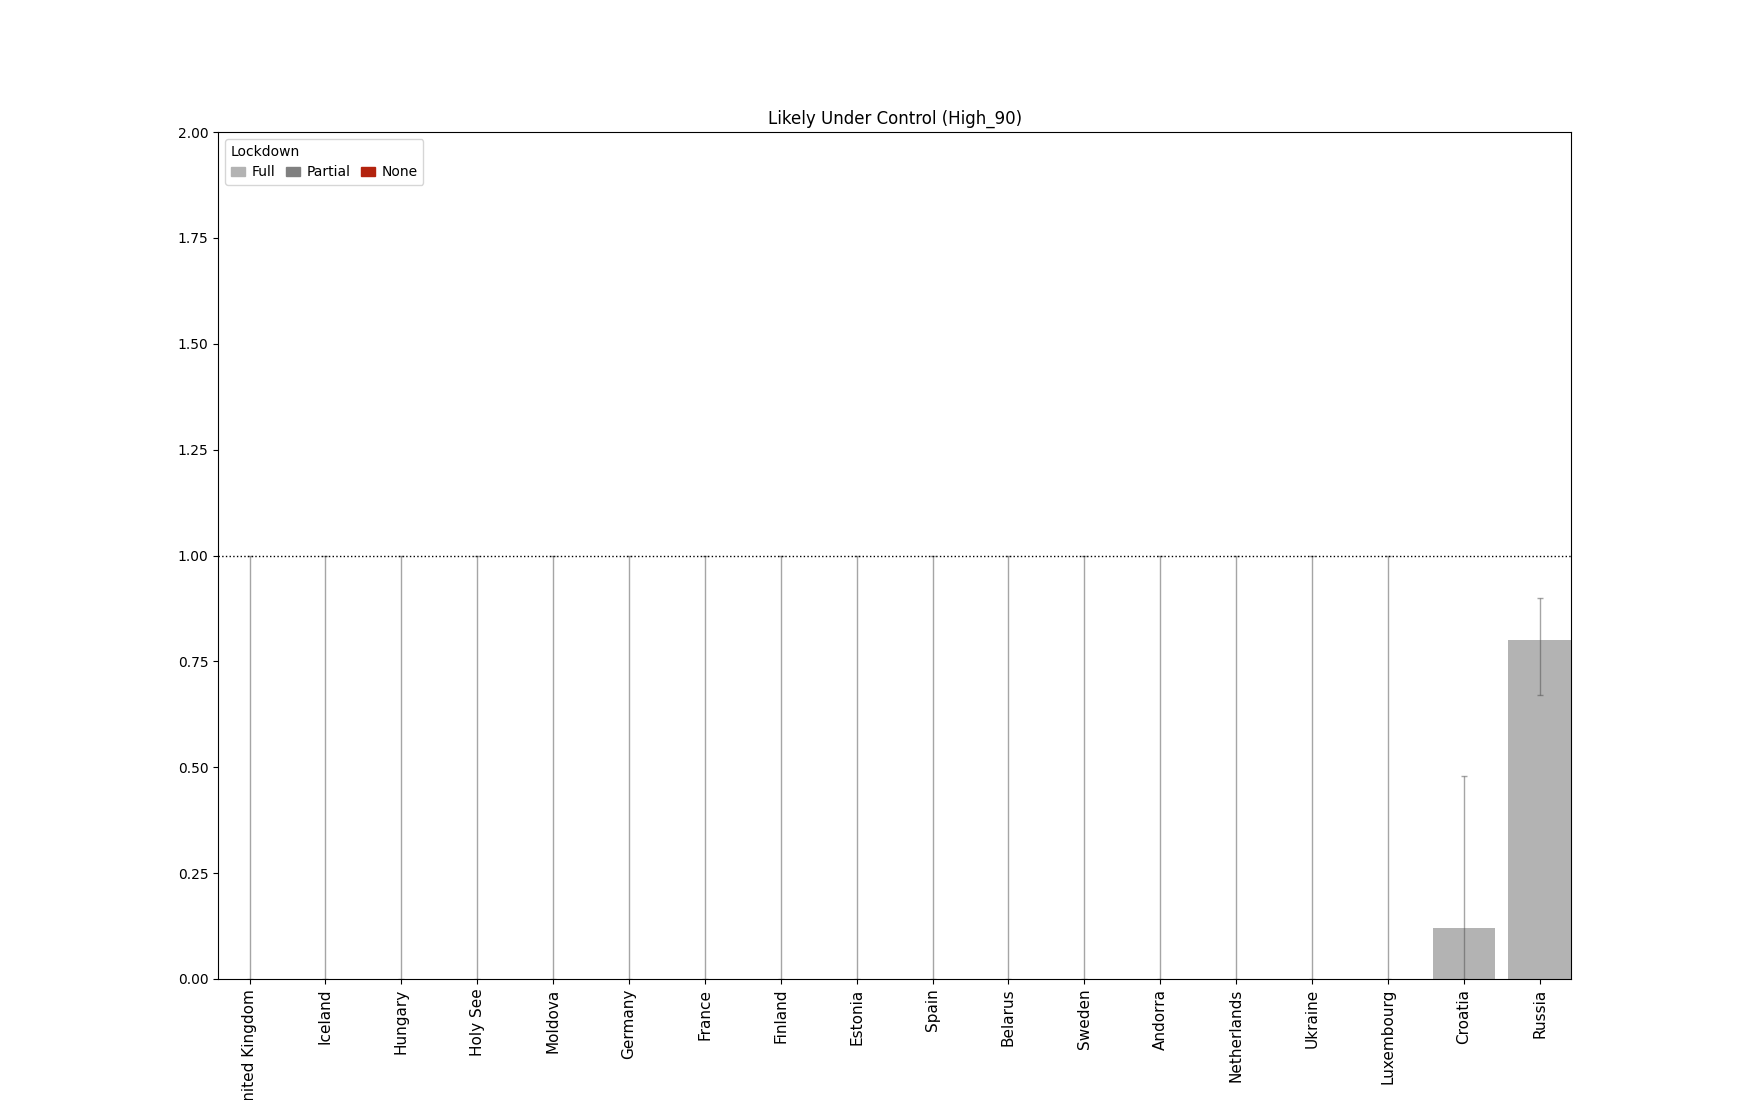 Likely Under Control (High_90)
Lockdown
Full Partial None
2.00
1.75
1.50
1.25
1.00
0.75
0.50
0.25
0.00
nited Kingdom
Iceland
Hungary
Holy See
Moldova
Germany
France
Finland
Estonia
Spain
Belarus
Sweden
Andorra
Netherlands
Ukraine
Luxembourg
Croatia
Russia